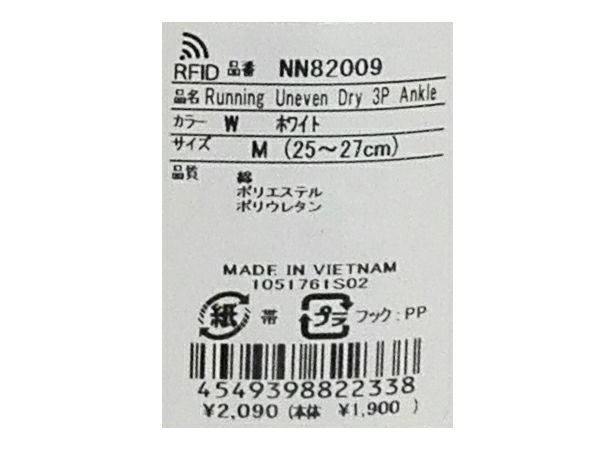 RFID 品番 NN82009
品名 Running Uneven Dry 3P Ankle
カラー W ホワイト
サイズ M (25～27cm)
品質 綿
ポリエステル
ポリウレタン
MADE IN VIETNAM
1051761S02
紙 帯 プラ フック:PP
4549398822338
¥2,090 (本体 ¥1,900 )